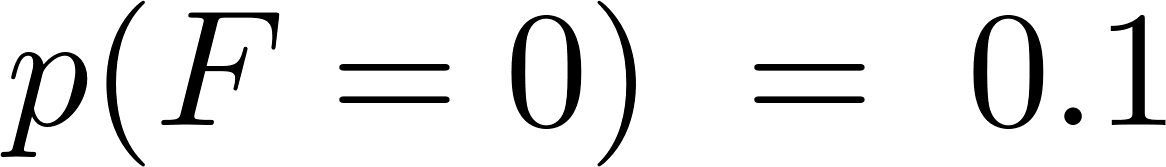 p(F = 0) = 0.1